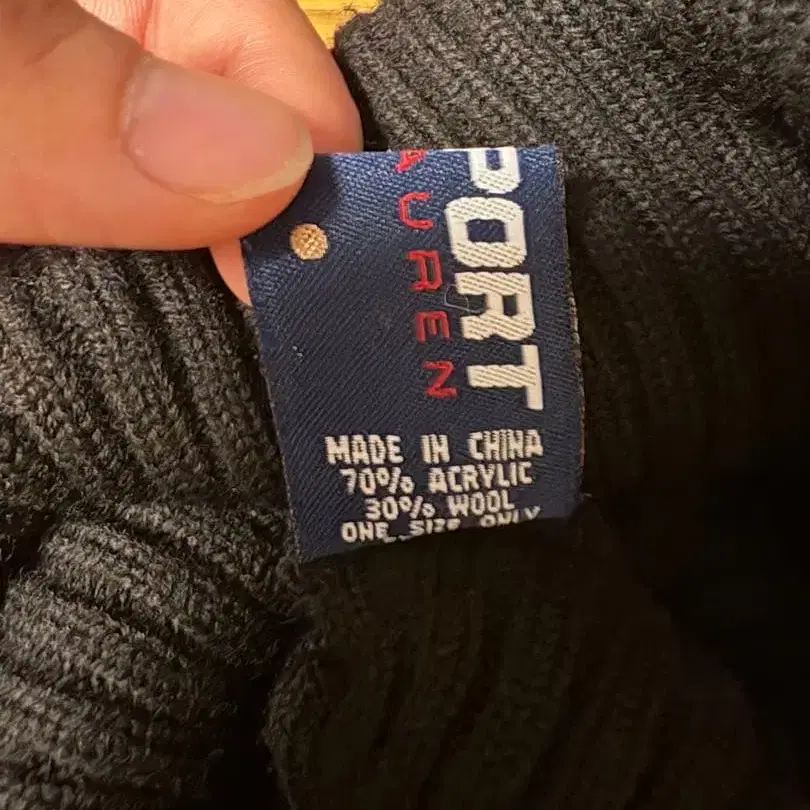 PORT
AUREN
MADE IN CHINA
70% ACRYLIC
30% WOOL
ONE SIZE ONLY